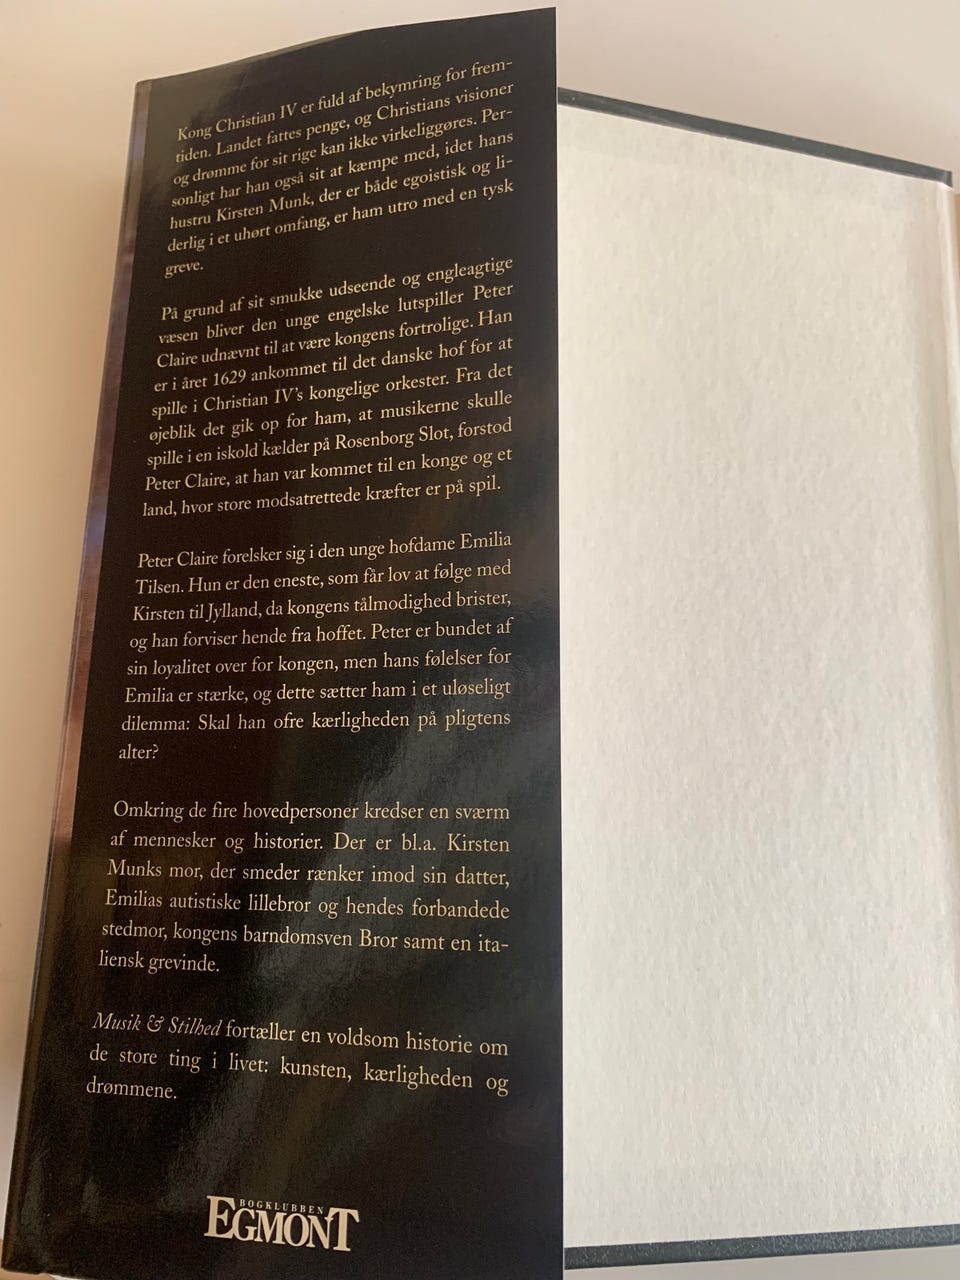 Kong Christian IV er fuld af bekymring for frem-
tiden. Landet fattes penge, og Christians visioner
og drømme for sit rige kan ikke virkeliggøres. Per-
sonligt har han også sit at kæmpe med, idet hans
hustru Kirsten Munk, der er både egoistisk og li-
derlig i et uhørt omfang, er ham utro med en tysk
greve.
På grund af sit smukke udseende og engleagtige
væsen bliver den unge engelske lutspiller Peter
Claire udnævnt til at være kongens fortrolige. Han
er i året 1629 ankommet til det danske hof for at
spille i Christian IV's kongelige orkester. Fra det
øjeblik det gik op for ham, at musikerne skulle
spille i en iskold kælder på Rosenborg Slot, forstod
Peter Claire, at han var kommet til en konge og et
land, hvor store modsatrettede kræfter er på spil.
Peter Claire forelsker sig i den unge hofdame Emilia
Tilsen. Hun er den eneste, som får lov at følge med
Kirsten til Jylland, da kongens tålmodighed brister,
og han forviser hende fra hoffet. Peter er bundet af
sin loyalitet over for kongen, men hans følelser for
Emilia er stærke, og dette sætter ham i et uløseligt
dilemma: Skal han ofre kærligheden på pligtens
alter?
Omkring de fire hovedpersoner kredser en sværm
af mennesker og historier. Der er bl.a. Kirsten
Munks mor, der smeder rænker imod sin datter,
Emilias autistiske lillebror og hendes forbandede
stedmor, kongens barndomsven Bror samt en ita-
liensk grevinde.
Musik & Stilhed fortæller en voldsom historie om
de store ting i livet: kunsten, kærligheden og
drømmene.
BOGKLUBBEN
EGMONT